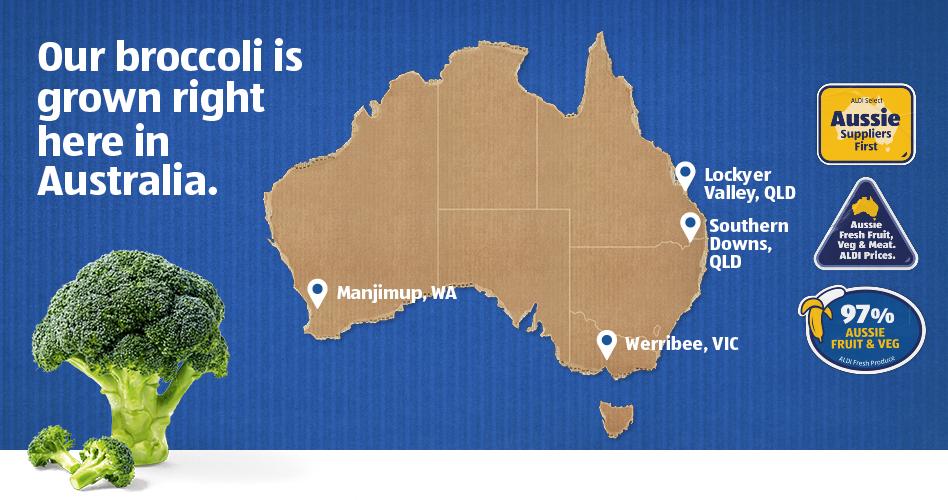 Our broccoli is
grown right
here in
Australia.
Lockyer
Valley, QLD
Southern
Downs,
QLD
Manjimup, WA
Werribee, VIC
ALDI Select
Aussie
Suppliers
First
Aussie
Fresh Fruit,
Veg & Meat.
ALDI Prices.
97%
AUSSIE
FRUIT & VEG
ALDI Fresh Produce